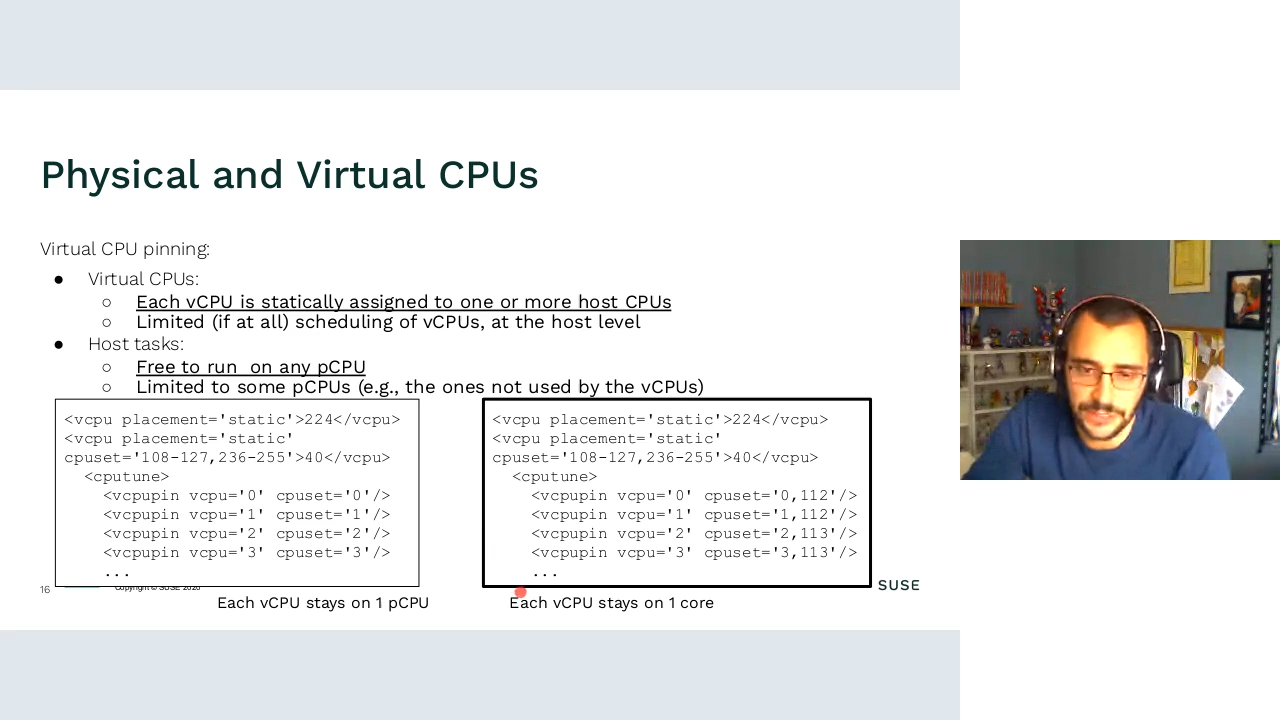 Physical and Virtual CPUs
Virtual CPU pinning:
● Virtual CPUs:
○ Each vCPU is statically assigned to one or more host CPUs
○ Limited (if at all) scheduling of vCPUs, at the host level
● Host tasks:
○ Free to run on any pCPU
○ Limited to some pCPUs (e.g., the ones not used by the vCPUs)
<vcpu placement='static'>224</vcpu>
<vcpu placement='static'
cpuset='108-127,236-255'>40</vcpu>
<cputune>
<vcpupin vcpu='0' cpuset='0'/>
<vcpupin vcpu='1' cpuset='1'/>
<vcpupin vcpu='2' cpuset='2'/>
<vcpupin vcpu='3' cpuset='3'/>
...
Each vCPU stays on 1 pCPU
<vcpu placement='static'>224</vcpu>
<vcpu placement='static'
cpuset='108-127,236-255'>40</vcpu>
<cputune>
<vcpupin vcpu='0' cpuset='0,112'/>
<vcpupin vcpu='1' cpuset='1,112'/>
<vcpupin vcpu='2' cpuset='2,113'/>
<vcpupin vcpu='3' cpuset='3,113'/>
...
Each vCPU stays on 1 core
16
Copyright © SUSE 2020
SUSE